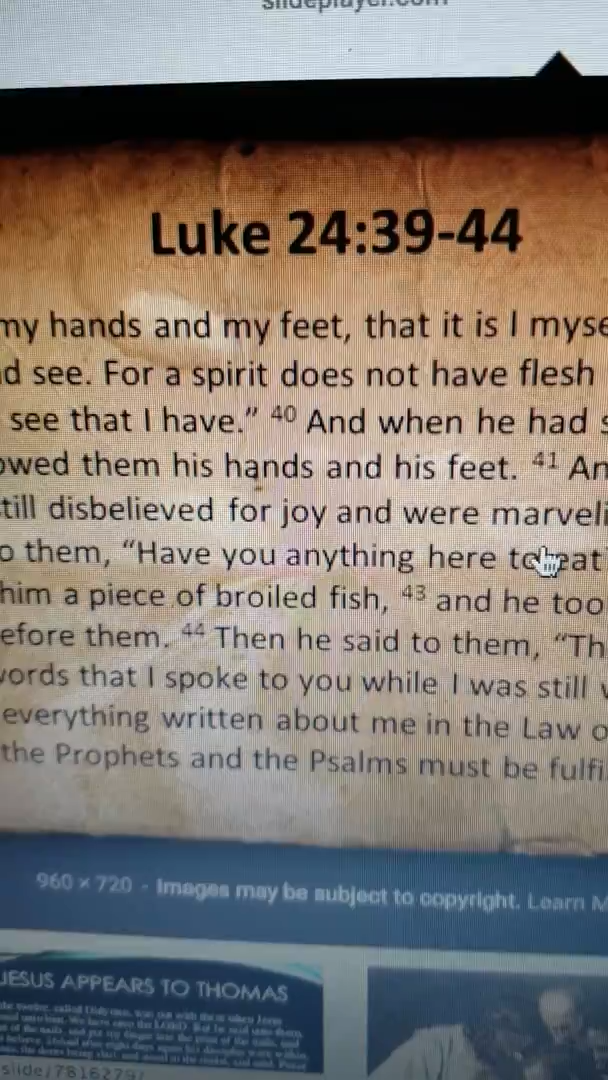 Luke 24:39-44
my hands and my feet, that it is I myse
d see. For a spirit does not have flesh
see that I have.” 40 And when he had s
owed them his hands and his feet. 41 An
till disbelieved for joy and were marveli
o them, “Have you anything here to eat
him a piece of broiled fish, 43 and he too
efore them. 44 Then he said to them, “Th
words that I spoke to you while I was still
everything written about me in the Law o
the Prophets and the Psalms must be fulfi
960 × 720 - Images may be subject to copyright. Learn M
JESUS APPEARS TO THOMAS